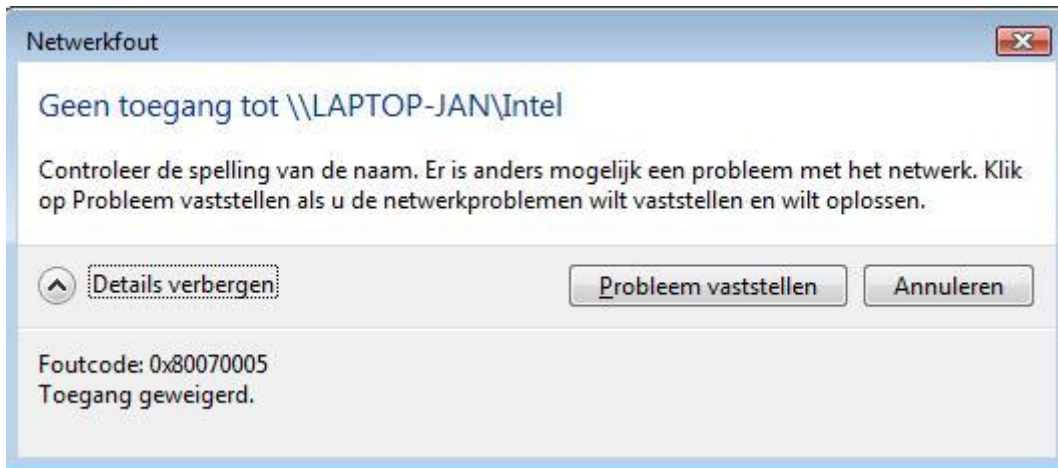 Netwerkfout
Geen toegang tot \\LAPTOP-JAN\Intel
Controleer de spelling van de naam. Er is anders mogelijk een probleem met het netwerk. Klik
op Probleem vaststellen als u de netwerkproblemen wilt vaststellen en wilt oplossen.
Details verbergen
Probleem vaststellen
Annuleren
Foutcode: 0x80070005
Toegang geweigerd.